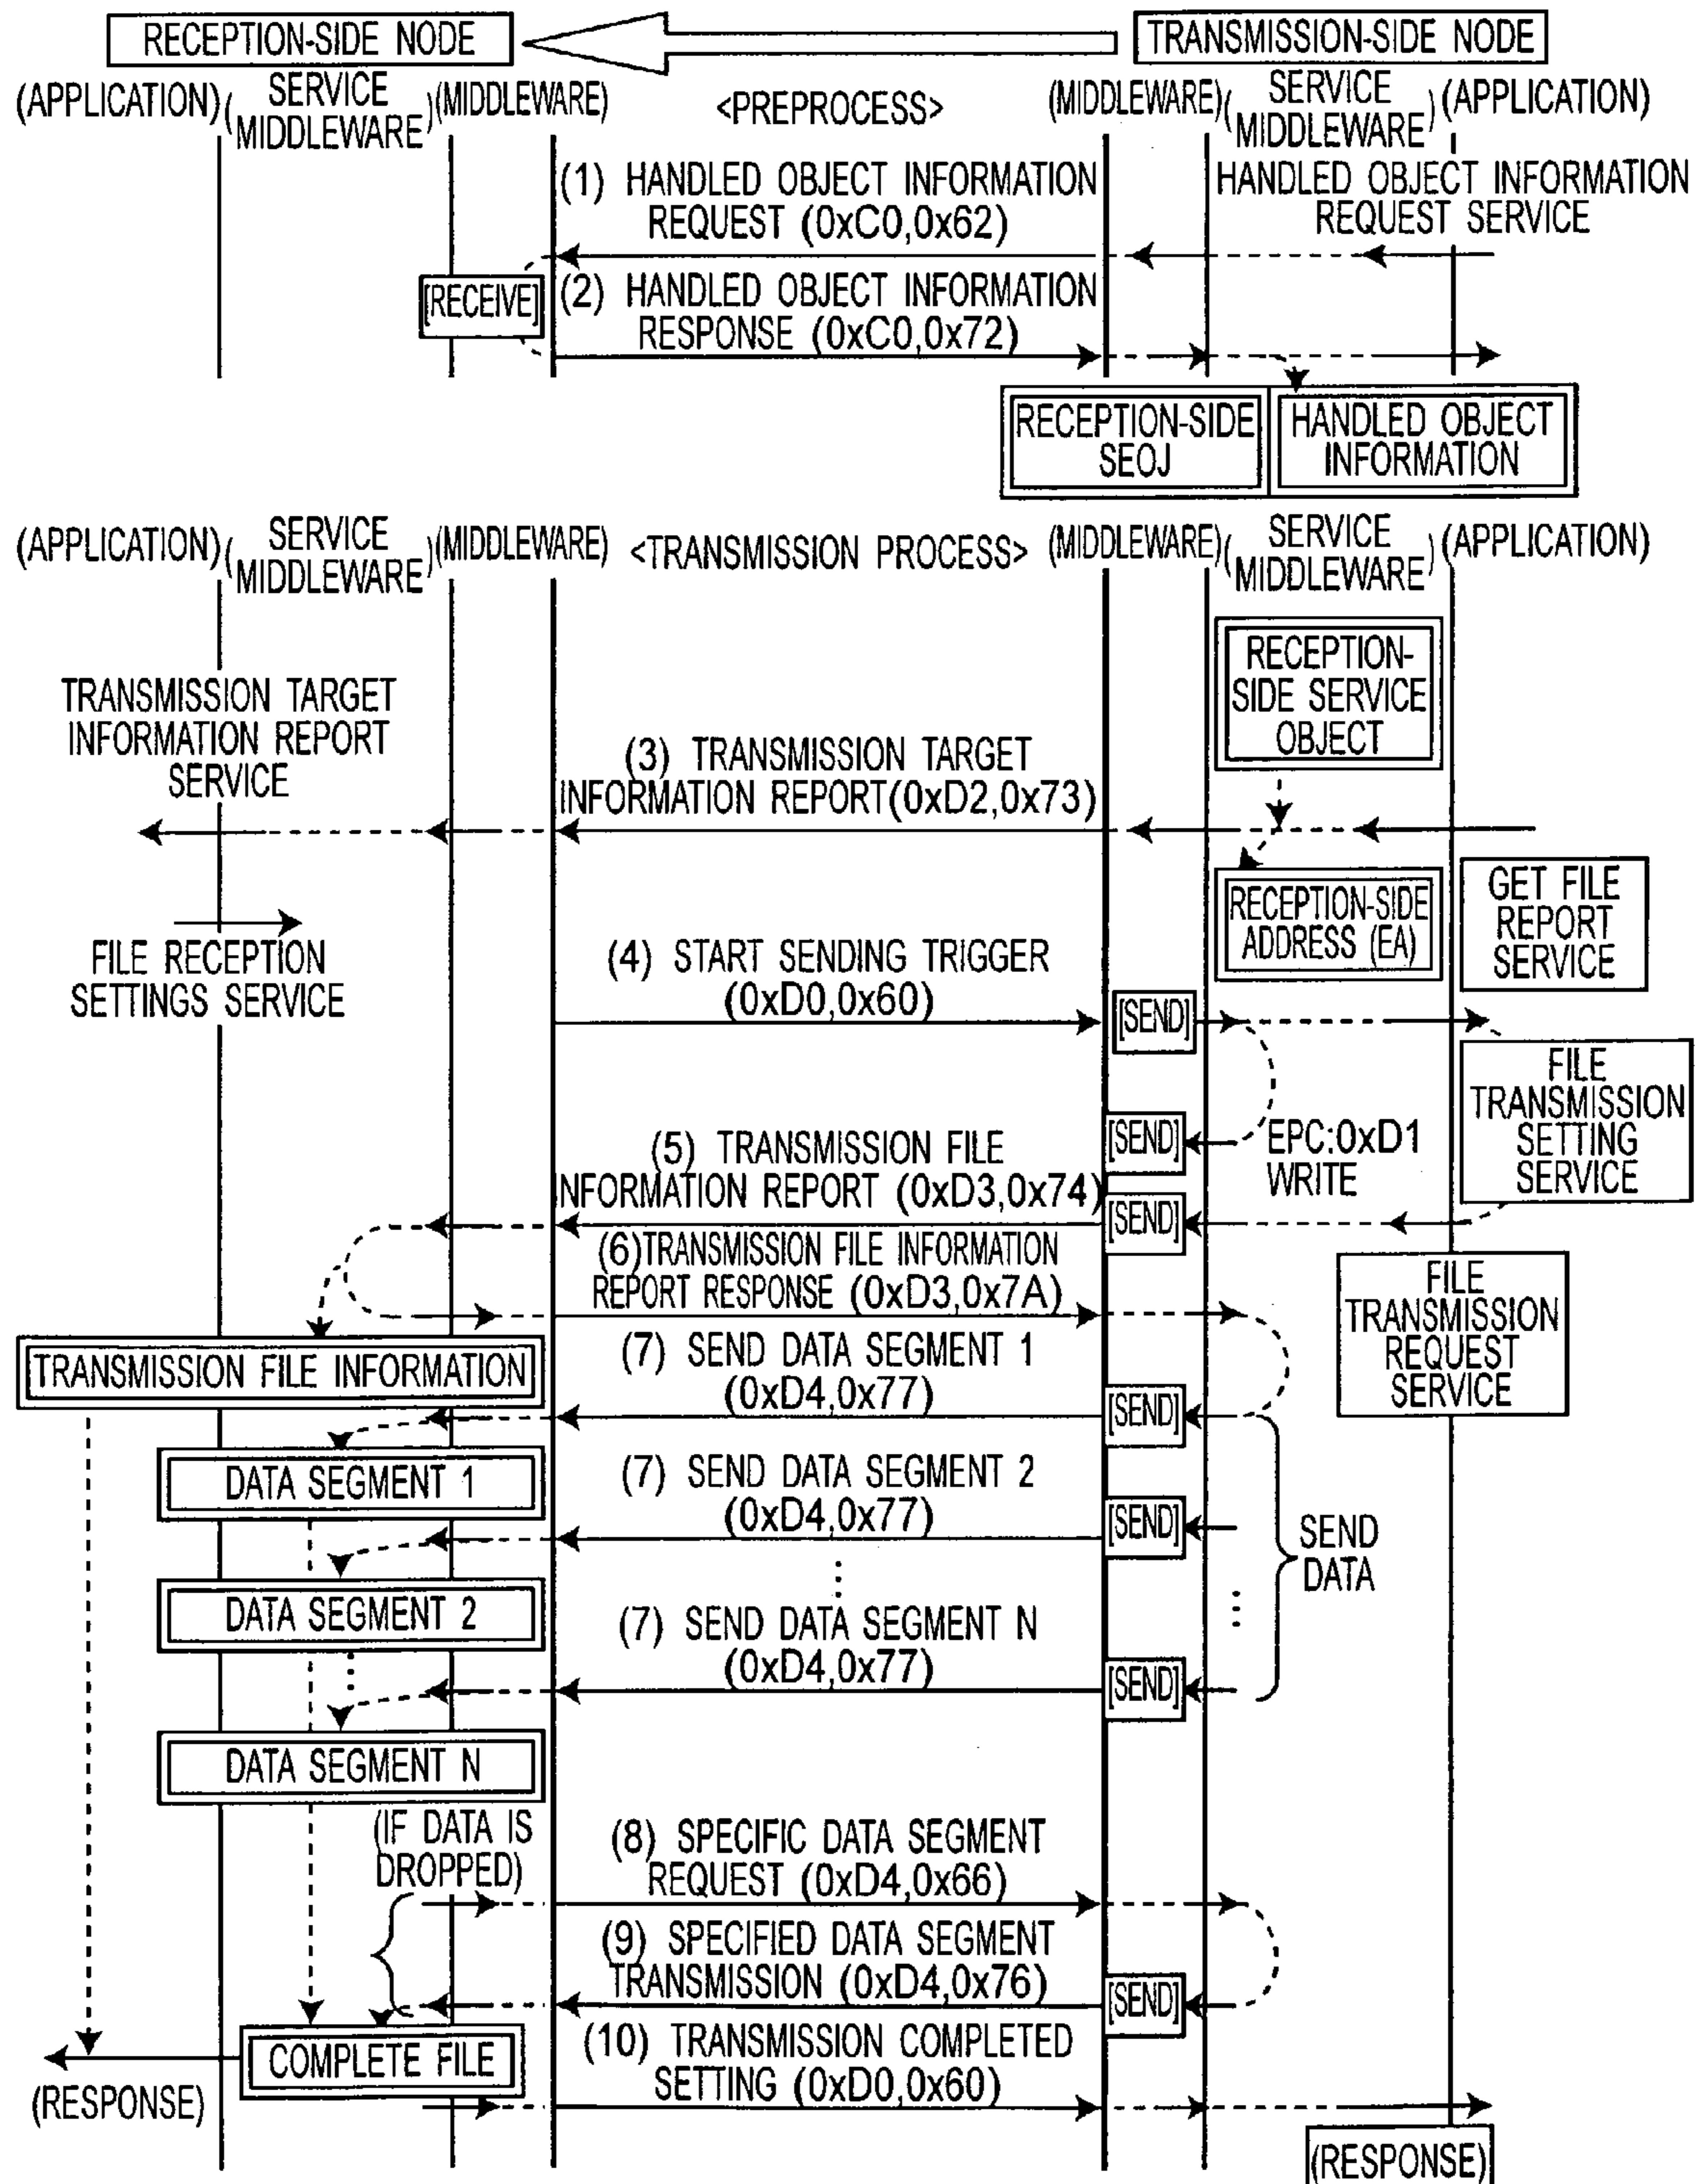 RECEPTION-SIDE NODE
TRANSMISSION-SIDE NODE
(APPLICATION)
( SERVICE
MIDDLEWARE )
(MIDDLEWARE)
<PREPROCESS>
(MIDDLEWARE)
( SERVICE
MIDDLEWARE )
(APPLICATION)
(1) HANDLED OBJECT INFORMATION
REQUEST (0xC0,0x62)
HANDLED OBJECT INFORMATION
REQUEST SERVICE
[RECEIVE]
(2) HANDLED OBJECT INFORMATION
RESPONSE (0xC0,0x72)
RECEPTION-SIDE
SEOJ
HANDLED OBJECT
INFORMATION
(APPLICATION)
( SERVICE
MIDDLEWARE )
(MIDDLEWARE)
<TRANSMISSION PROCESS>
(MIDDLEWARE)
( SERVICE
MIDDLEWARE )
(APPLICATION)
RECEPTION-
SIDE SERVICE
OBJECT
TRANSMISSION TARGET
INFORMATION REPORT
SERVICE
(3) TRANSMISSION TARGET
INFORMATION REPORT(0xD2,0x73)
RECEPTION-SIDE
ADDRESS (EA)
GET FILE
REPORT
SERVICE
FILE RECEPTION
SETTINGS SERVICE
(4) START SENDING TRIGGER
(0xD0,0x60)
[SEND]
FILE
TRANSMISSION
SETTING
SERVICE
[SEND]
EPC:0xD1
WRITE
(5) TRANSMISSION FILE
INFORMATION REPORT (0xD3,0x74)
[SEND]
(6)TRANSMISSION FILE INFORMATION
REPORT RESPONSE (0xD3,0x7A)
FILE
TRANSMISSION
REQUEST
SERVICE
TRANSMISSION FILE INFORMATION
(7) SEND DATA SEGMENT 1
(0xD4,0x77)
[SEND]
DATA SEGMENT 1
(7) SEND DATA SEGMENT 2
(0xD4,0x77)
[SEND]
SEND
DATA
DATA SEGMENT 2
(7) SEND DATA SEGMENT N
(0xD4,0x77)
[SEND]
DATA SEGMENT N
(IF DATA IS
DROPPED)
(8) SPECIFIC DATA SEGMENT
REQUEST (0xD4,0x66)
(9) SPECIFIED DATA SEGMENT
TRANSMISSION (0xD4,0x76)
[SEND]
COMPLETE FILE
(10) TRANSMISSION COMPLETED
SETTING (0xD0,0x60)
(RESPONSE)
(RESPONSE)